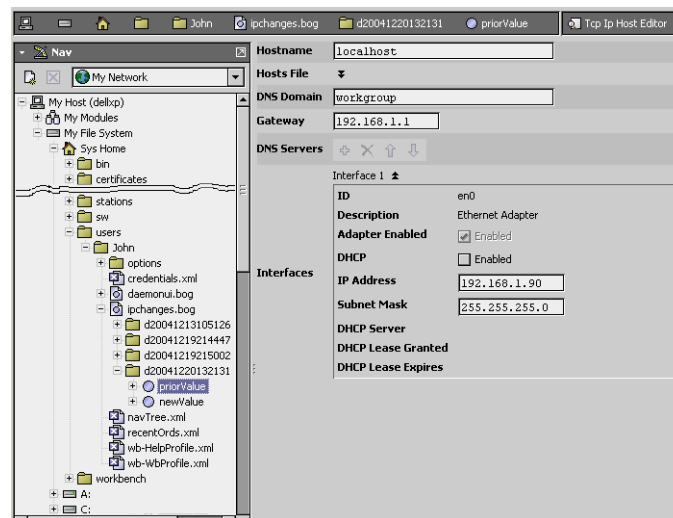 John ipchanges.bog d20041220132131 priorValue Tcp Ip Host Editor
Nav
My Network
My Host (dellxp)
My Modules
My File System
Sys Home
bin
certificates
stations
sw
users
John
options
credentials.xml
daemonui.bog
ipchanges.bog
d20041213105126
d20041219214447
d20041219215002
d20041220132131
priorValue
newValue
navTree.xml
recentOrds.xml
wb-HelpProfile.xml
wb-WbProfile.xml
workbench
A:
C:
Hostname localhost
Hosts File
DNS Domain workgroup
Gateway 192.168.1.1
DNS Servers
Interfaces
Interface 1
ID en0
Description Ethernet Adapter
Adapter Enabled Enabled
DHCP Enabled
IP Address 192.168.1.90
Subnet Mask 255.255.255.0
DHCP Server
DHCP Lease Granted
DHCP Lease Expires